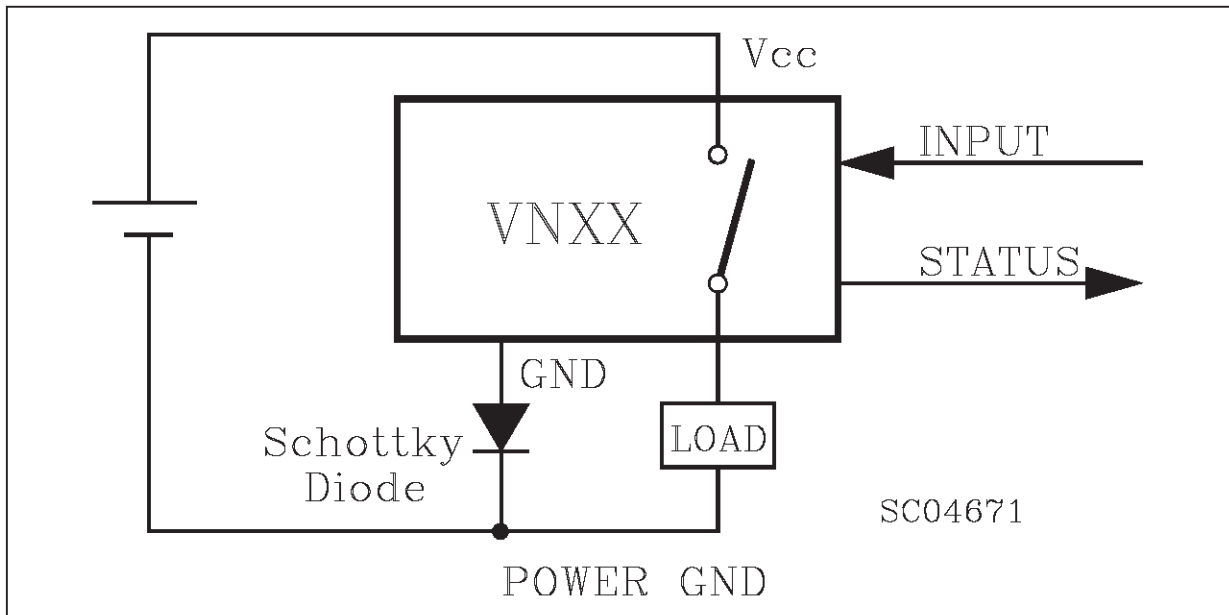 Vcc
INPUT
VNXX
STATUS
GND
Schottky
Diode
LOAD
SC04671
POWER GND